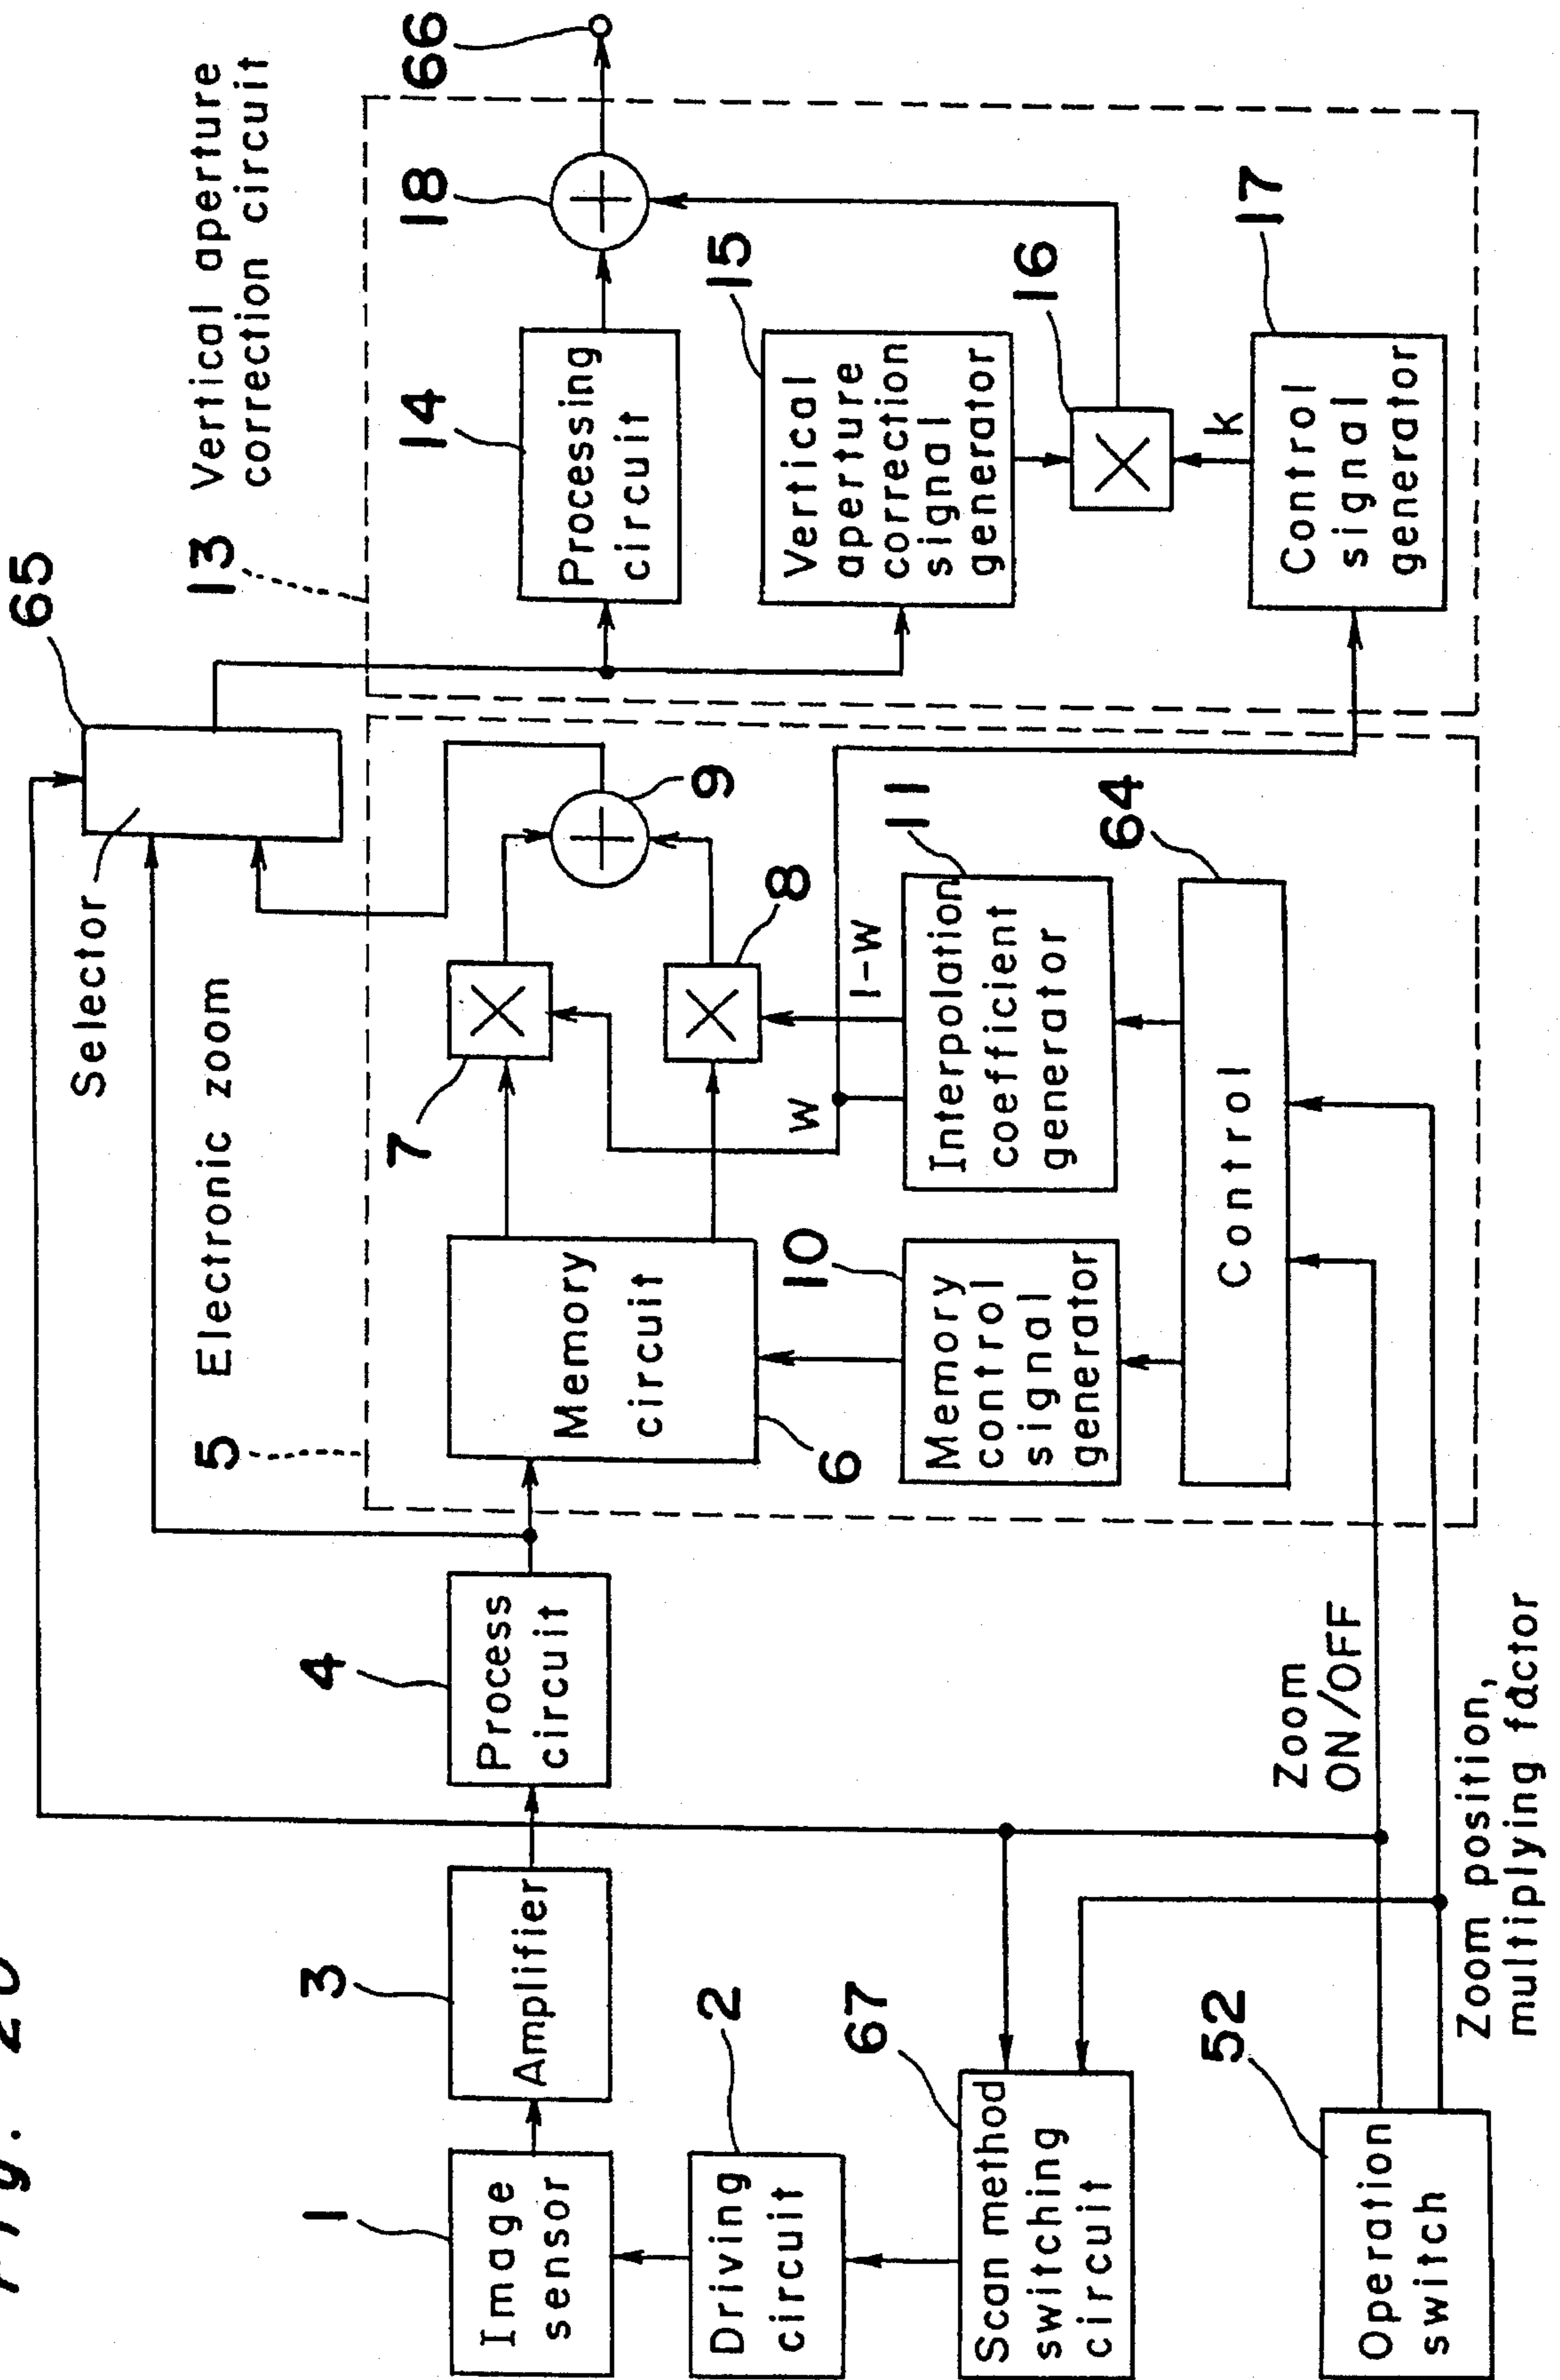 Fig. 20
65
Selector
13 Vertical aperture
correction circuit
5 Electronic zoom
1
Image
sensor
3
Amplifier
4
Process
circuit
Memory
circuit
6
7
8
9
14
Processing
circuit
18
66
2
Driving
circuit
W
1-W
10
Memory
control
signal
generator
11
Interpolation
coefficient
generator
15
Vertical
aperture
correction
signal
generator
16
k
17
Control
signal
generator
67
Scan method
switching
circuit
64
Control
52
Operation
switch
Zoom
ON/OFF
Zoom position,
multiplying fdctor